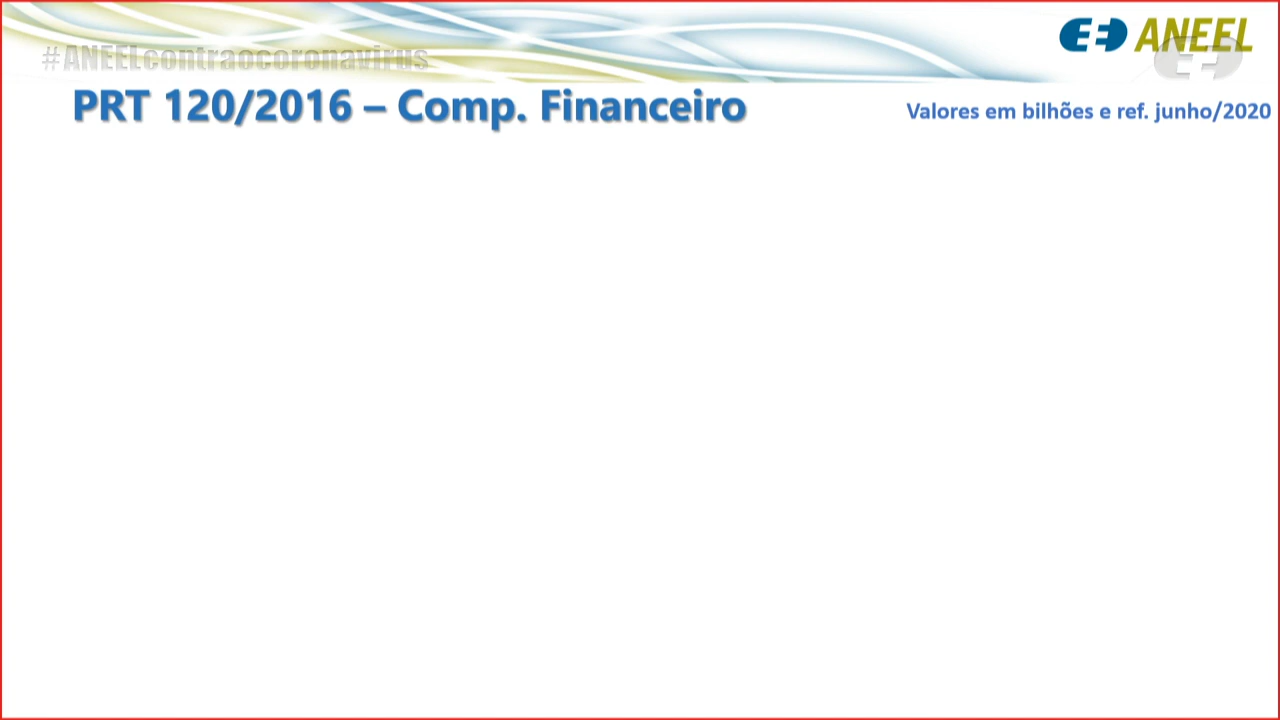 #ANEELcontraocoronavirus
ANEEL
PRT 120/2016 – Comp. Financeiro
Valores em bilhões e ref. junho/2020